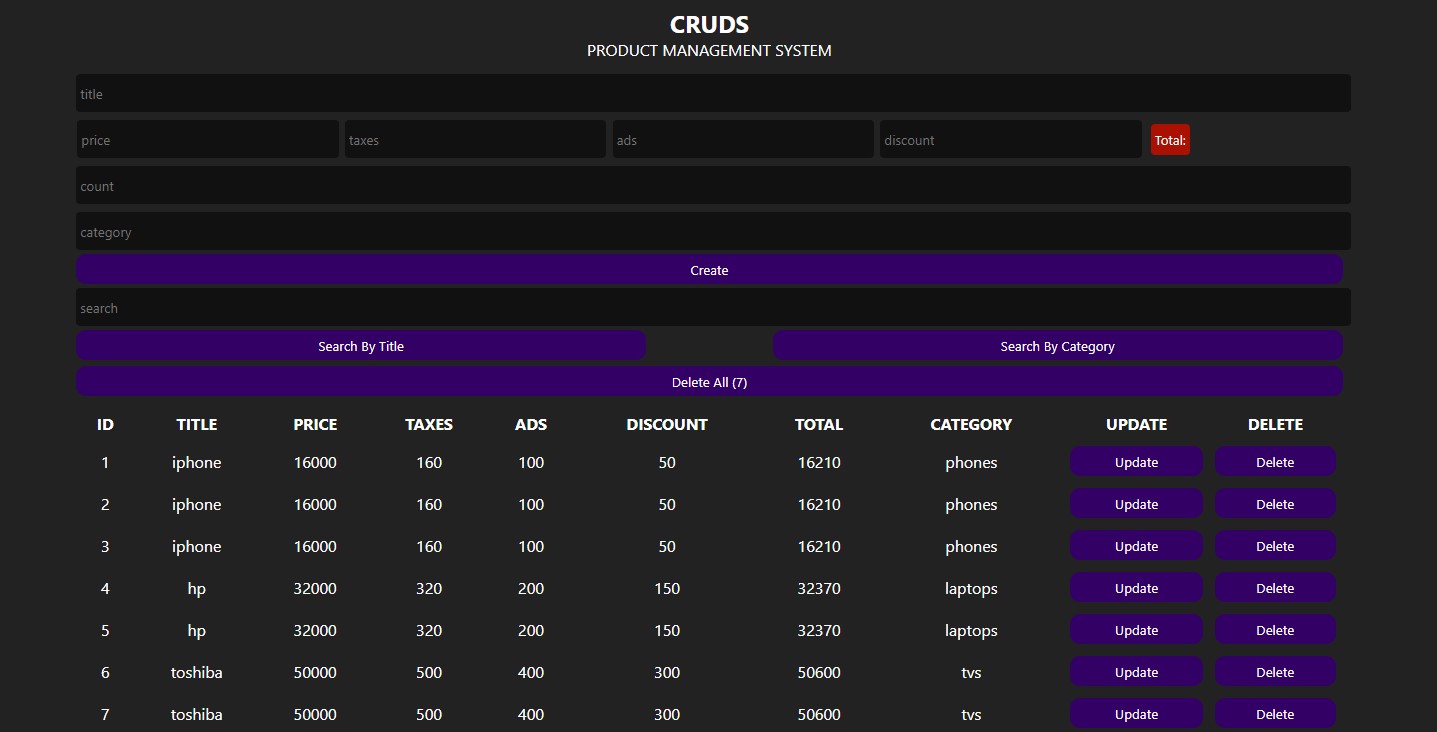 CRUDS
PRODUCT MANAGEMENT SYSTEM
title
price taxes ads discount Total:
count
category
Create
search
Search By Title Search By Category
Delete All (7)
ID TITLE PRICE TAXES ADS DISCOUNT TOTAL CATEGORY UPDATE DELETE
1 iphone 16000 160 100 50 16210 phones Update Delete
2 iphone 16000 160 100 50 16210 phones Update Delete
3 iphone 16000 160 100 50 16210 phones Update Delete
4 hp 32000 320 200 150 32370 laptops Update Delete
5 hp 32000 320 200 150 32370 laptops Update Delete
6 toshiba 50000 500 400 300 50600 tvs Update Delete
7 toshiba 50000 500 400 300 50600 tvs Update Delete